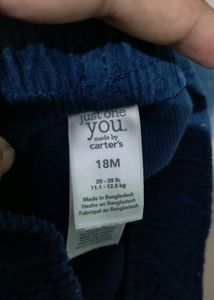 just one
you.
made by
carter's
18M
25 - 28 lb
11.1 - 12.5 kg
Made in Bangladesh
Hecho en Bangladesh
Fabriqué au Bangladesh